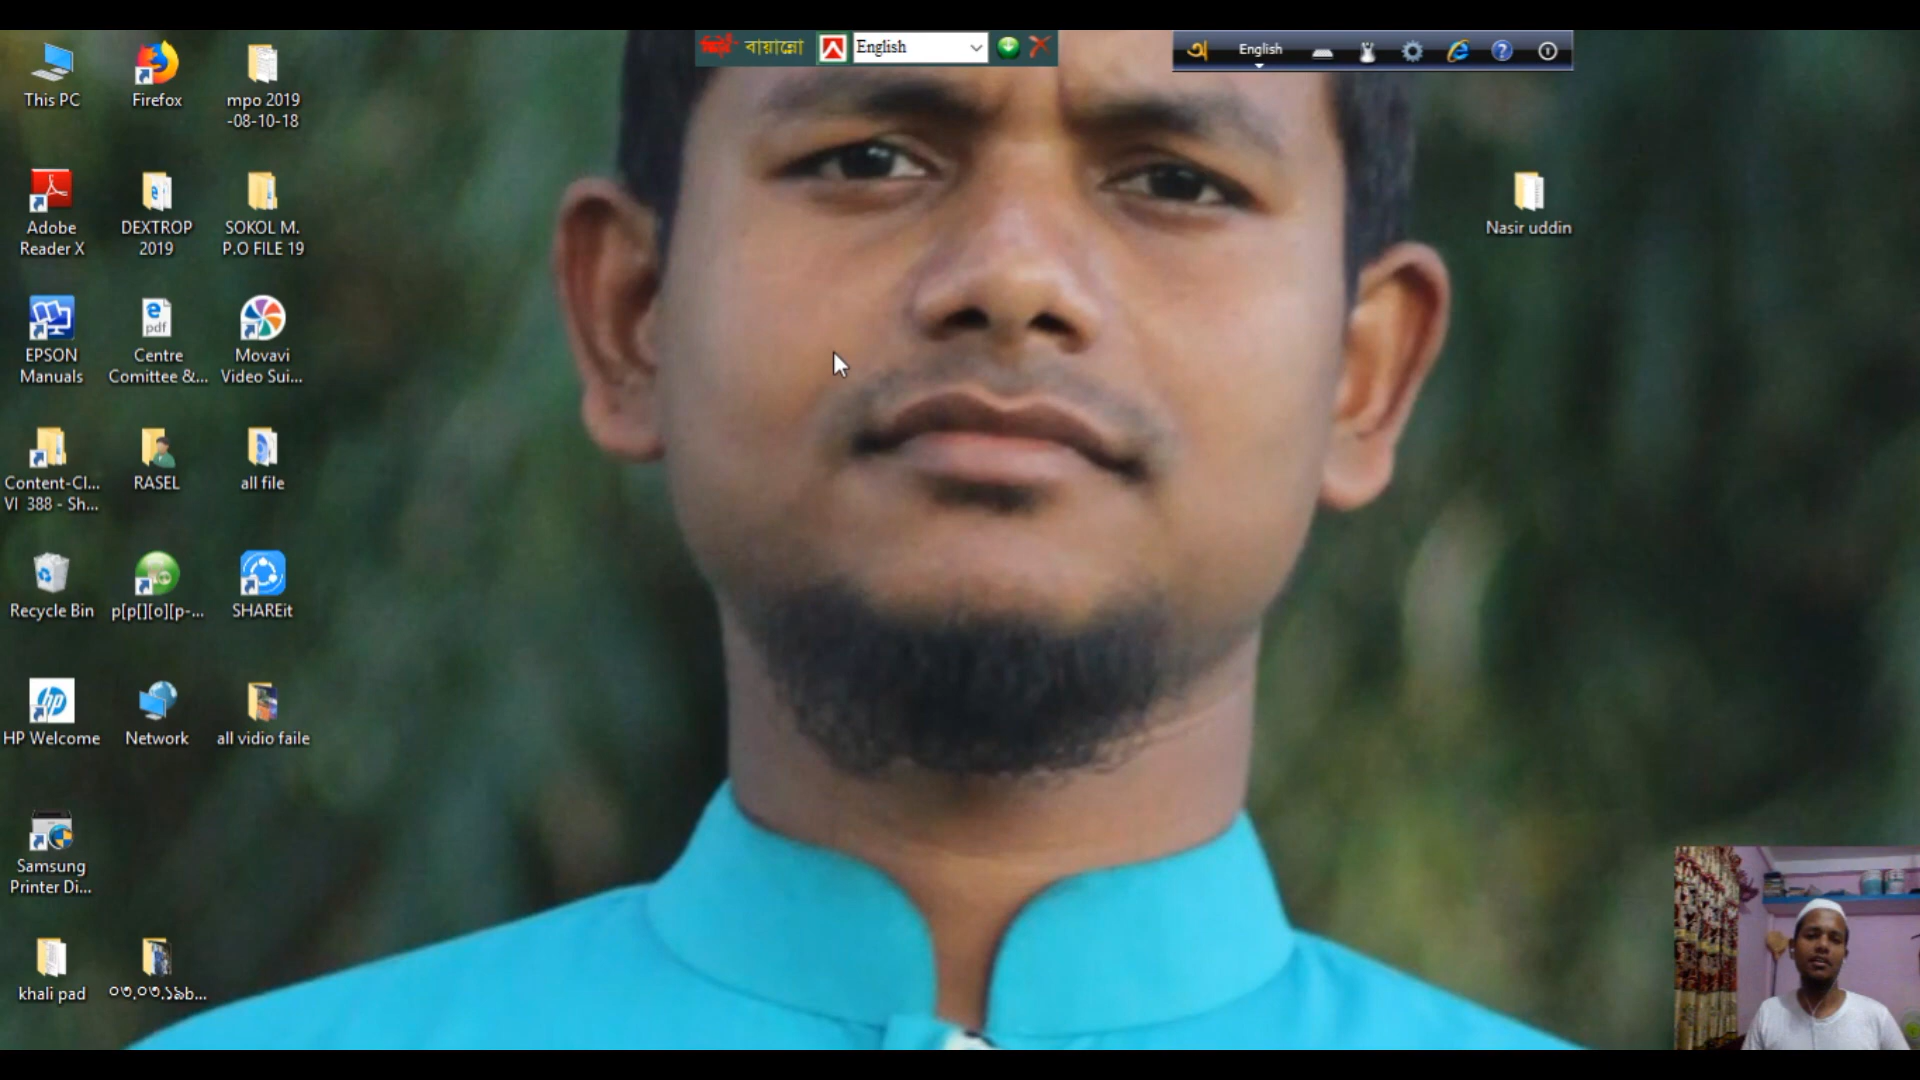 বিজয় বায়ান্নো English
অ English
This PC
Firefox
mpo 2019
-08-10-18
Adobe
Reader X
DEXTROP
2019
SOKOL M.
P.O FILE 19
Nasir uddin
EPSON
Manuals
pdf
Centre
Comittee &...
Movavi
Video Sui...
Content-Cl...
VI 388 - Sh...
RASEL
all file
Recycle Bin
p[p[][o][p-...
SHAREit
hp
HP Welcome
Network
all vidio faile
Samsung
Printer Di...
khali pad
০৩.০৩.১৯b...